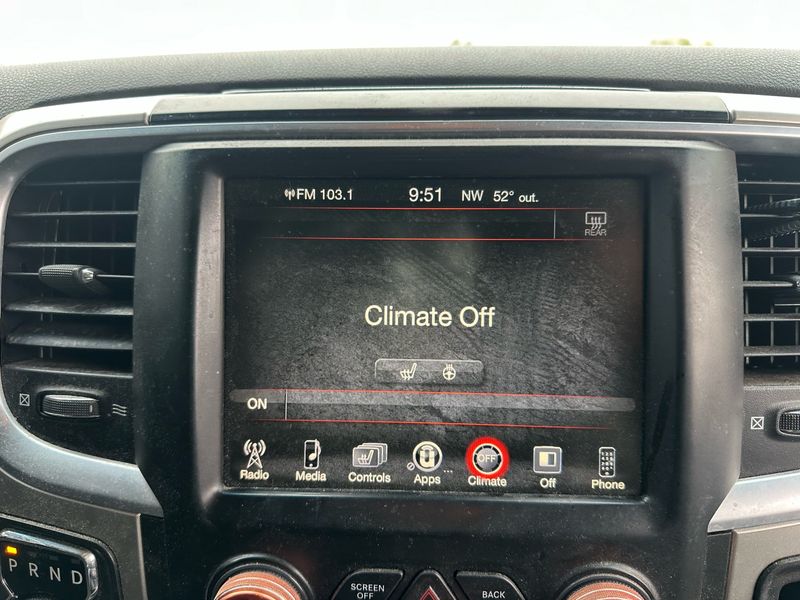 FM 103.1 9:51 NW 52° out.
REAR
Climate Off
ON
OFF
Radio Media Controls Apps Climate Off Phone
P R N D
SCREEN OFF BACK